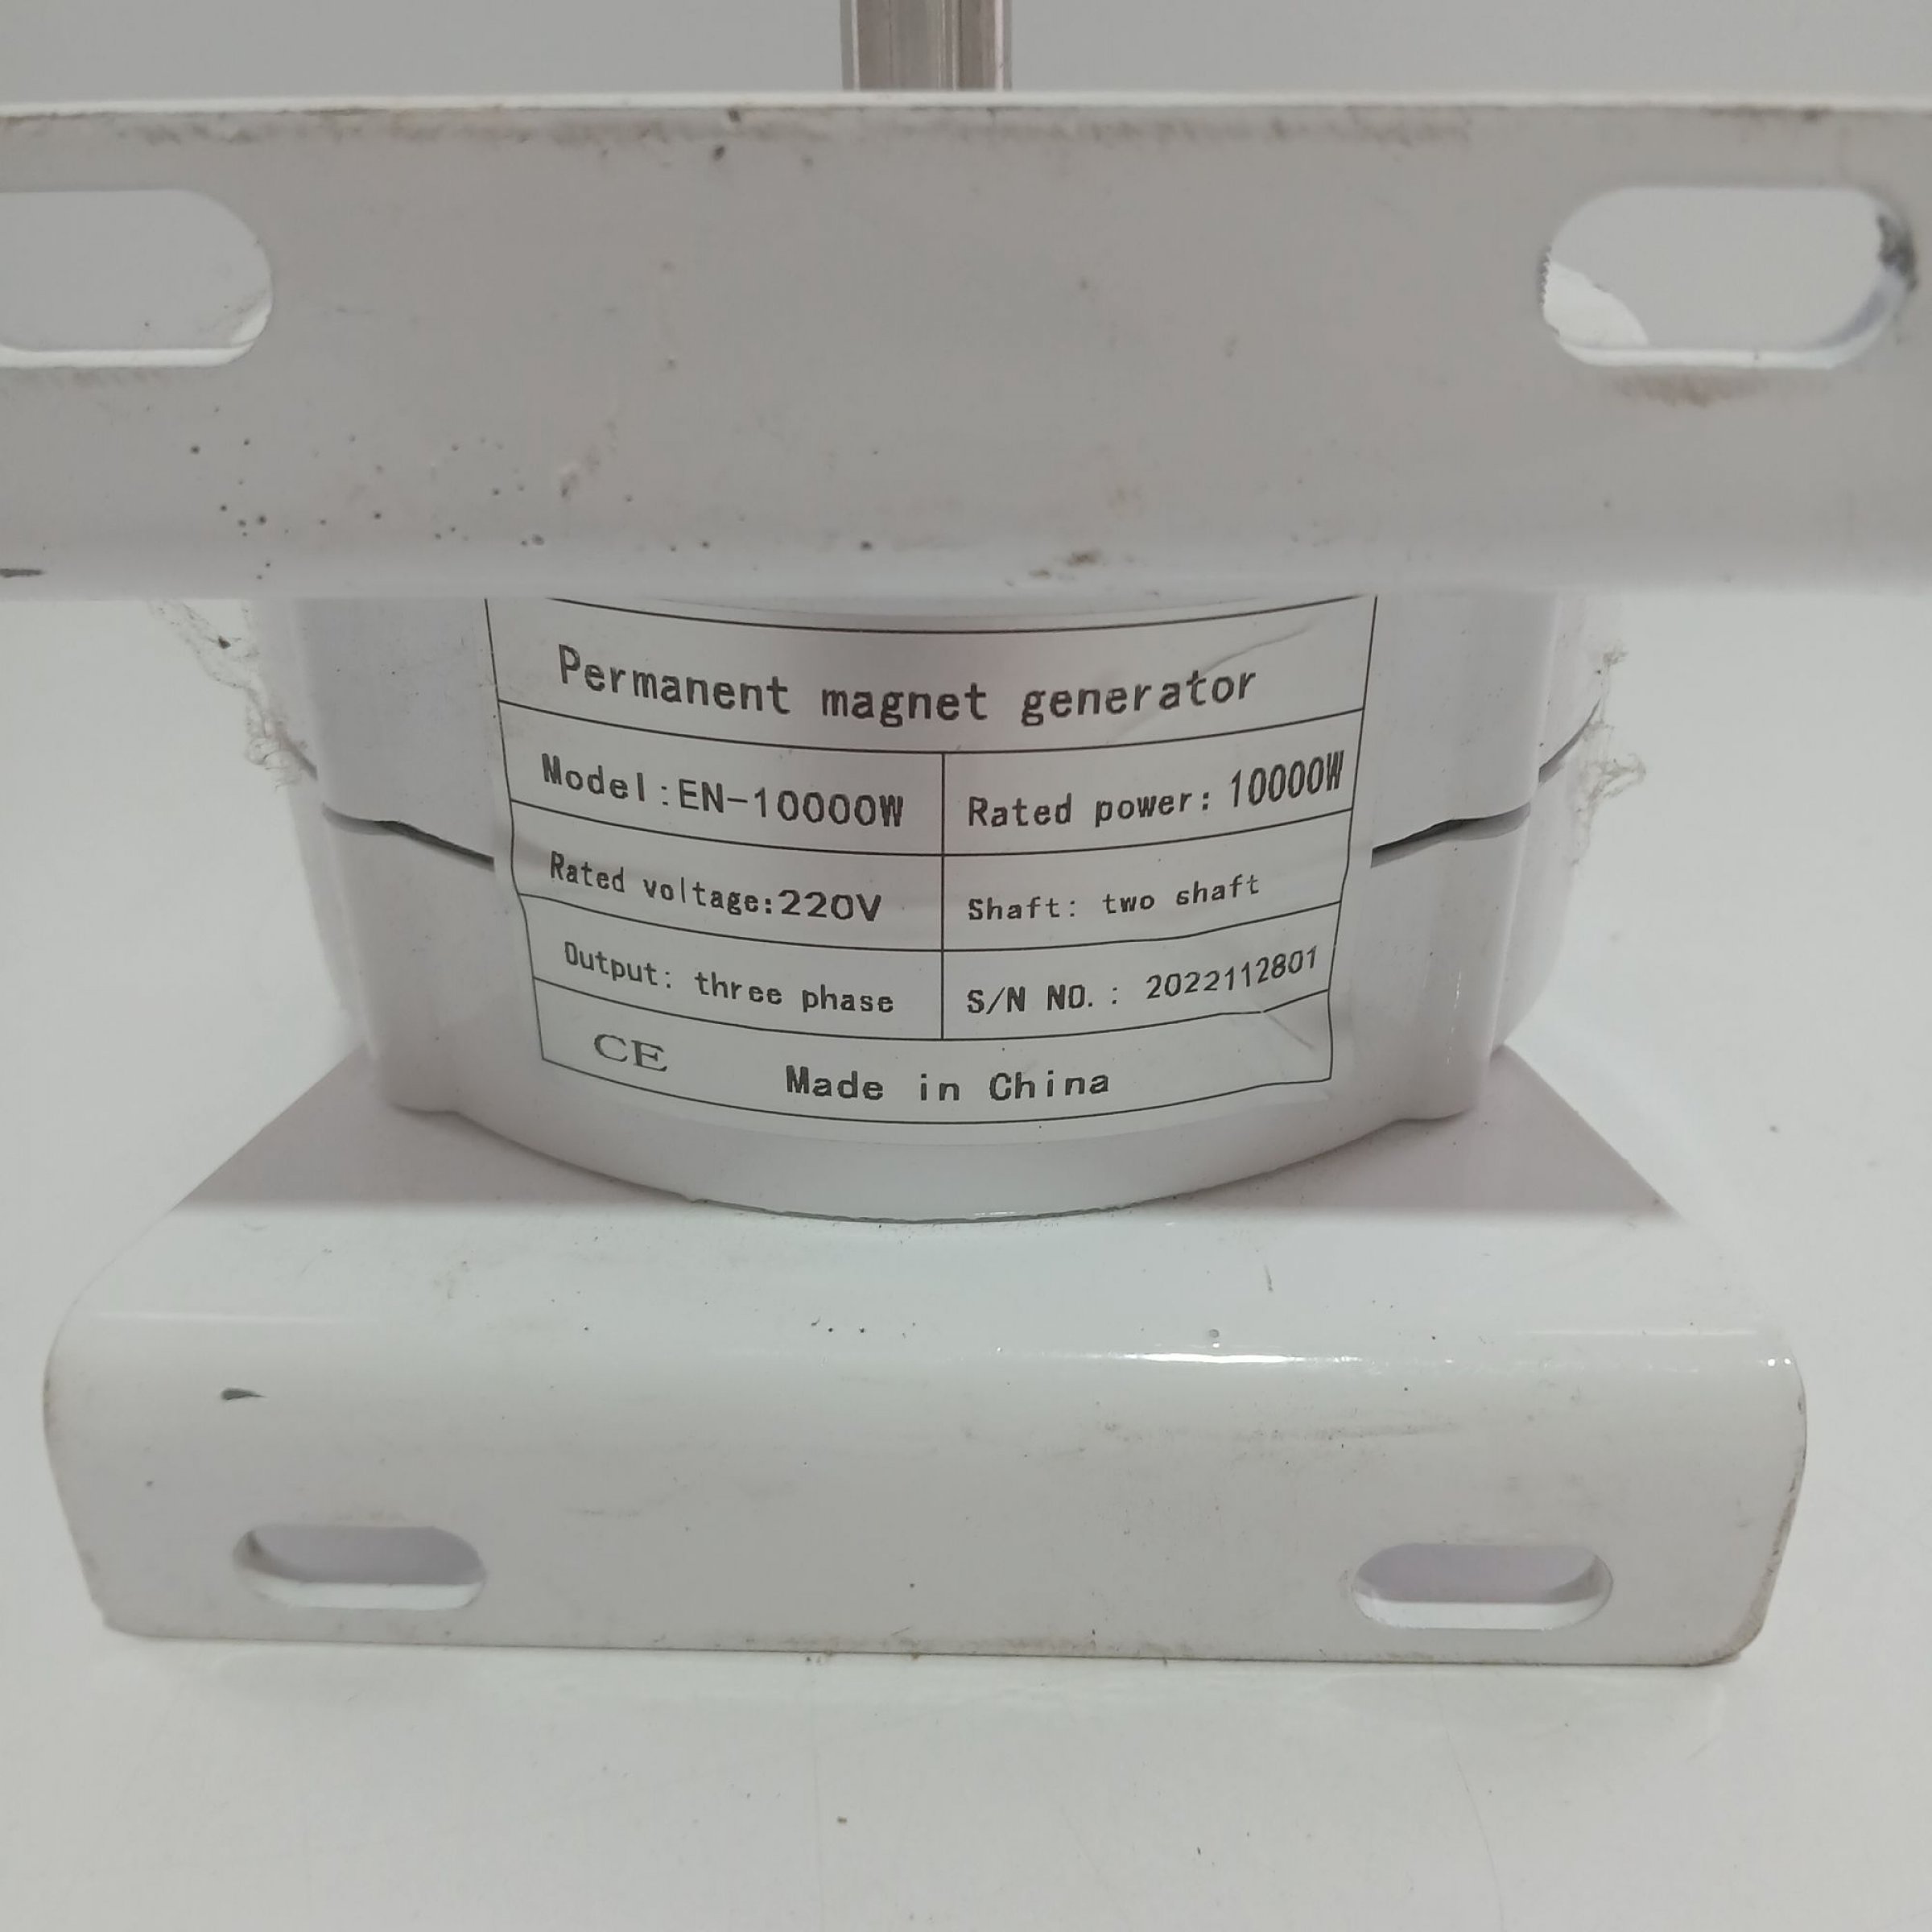 Permanent magnet generator
Model:EN-10000W Rated power: 10000W
Rated voltage:220V Shaft: two shaft
Output: three phase S/N NO.: 2022112801
CE Made in China